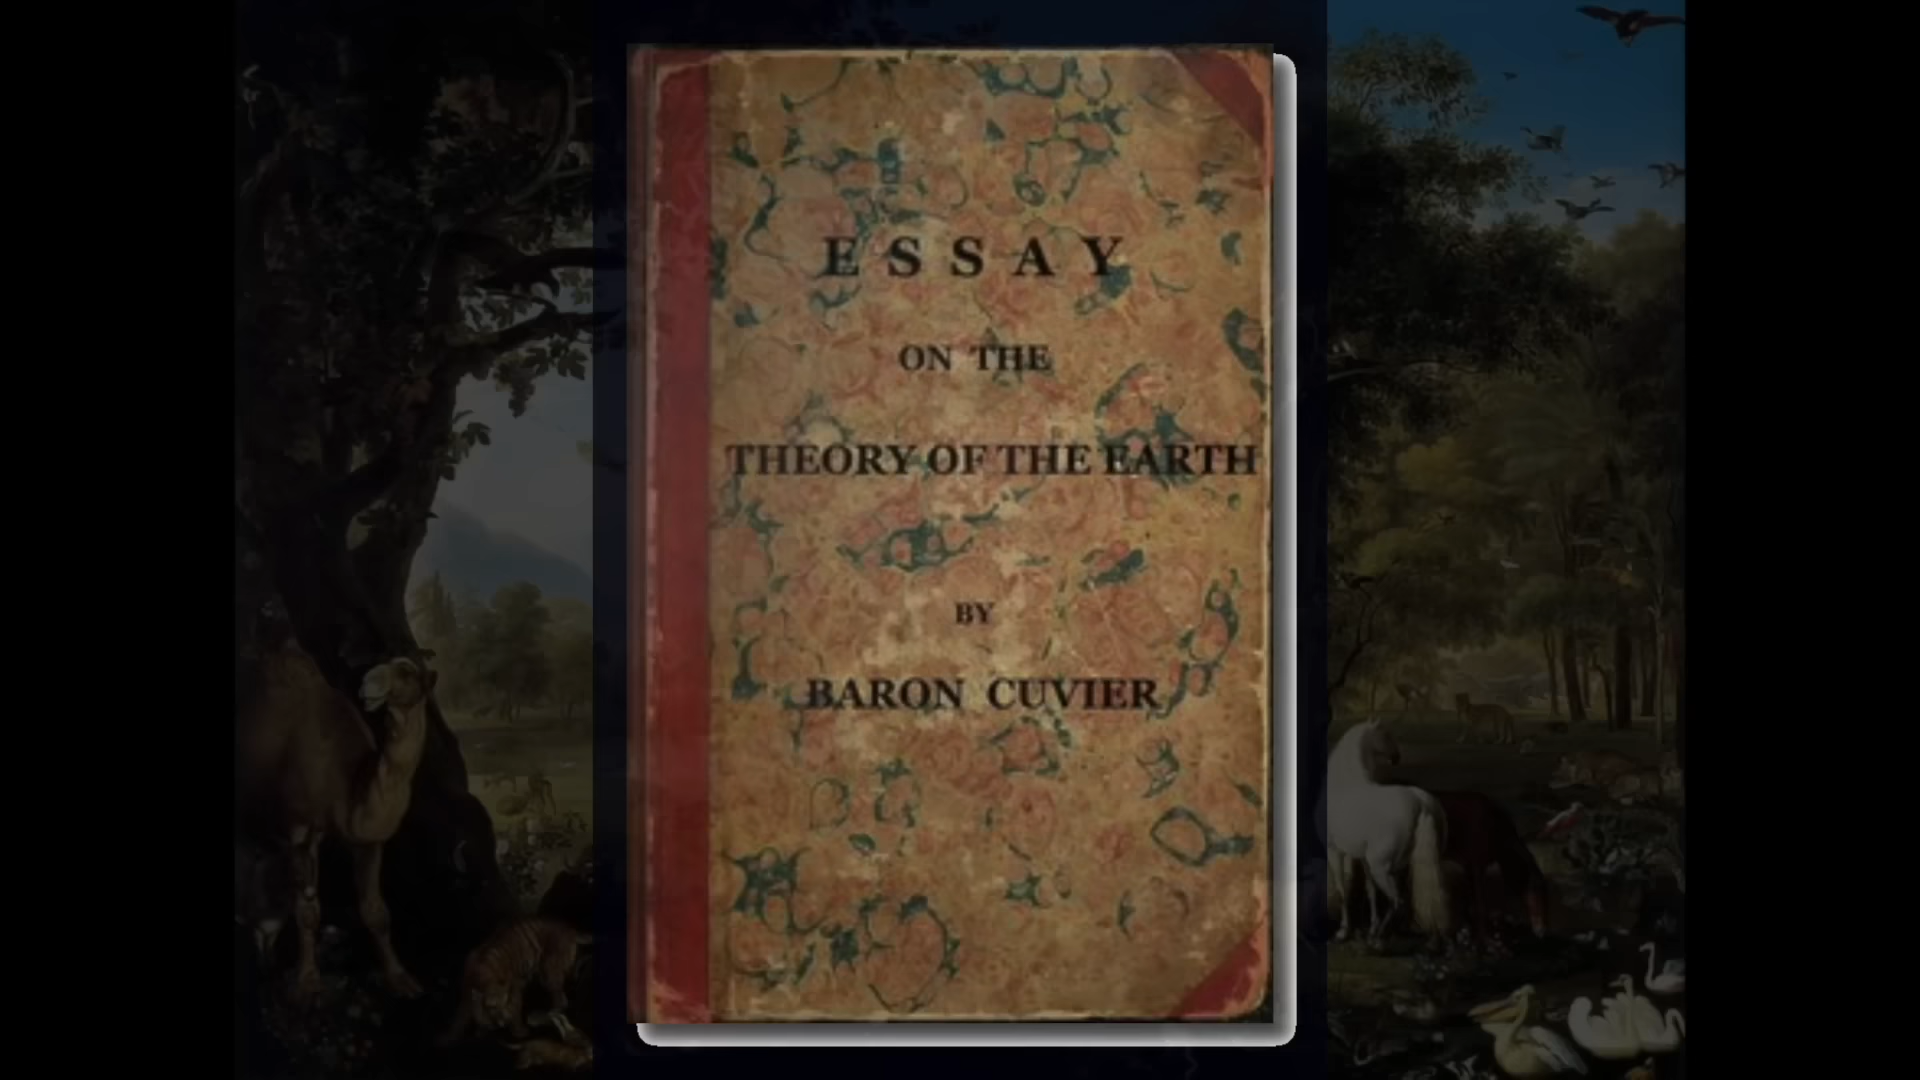 ESSAY
ON THE
THEORY OF THE EARTH
BY
BARON CUVIER